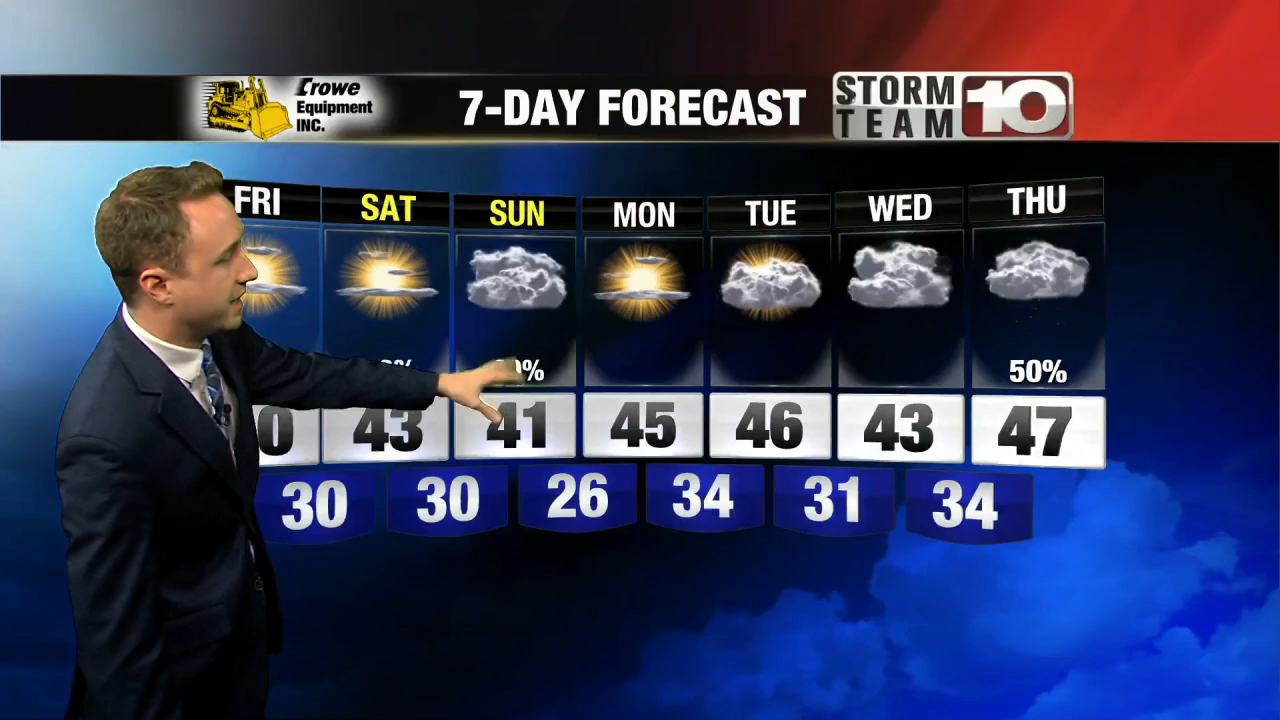 Crowe
Equipment
INC.
7-DAY FORECAST
STORM
TEAM
10
FRI SAT SUN MON TUE WED THU
% % 50%
0 43 41 45 46 43 47
30 30 26 34 31 34